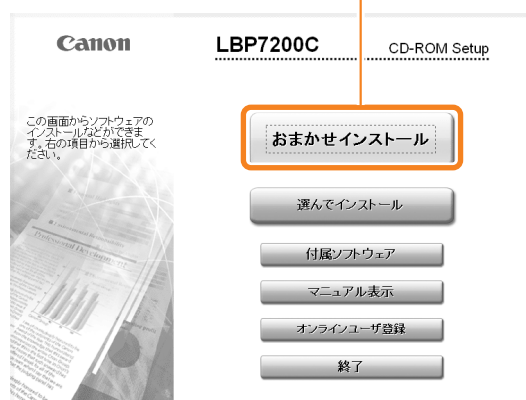 Canon
LBP7200C
CD-ROM Setup
この画面からソフトウェアの
インストールなどができま
す。右の項目から選択してく
ださい。
おまかせインストール
選んでインストール
付属ソフトウェア
マニュアル表示
オンラインユーザ登録
終了
Professional Development